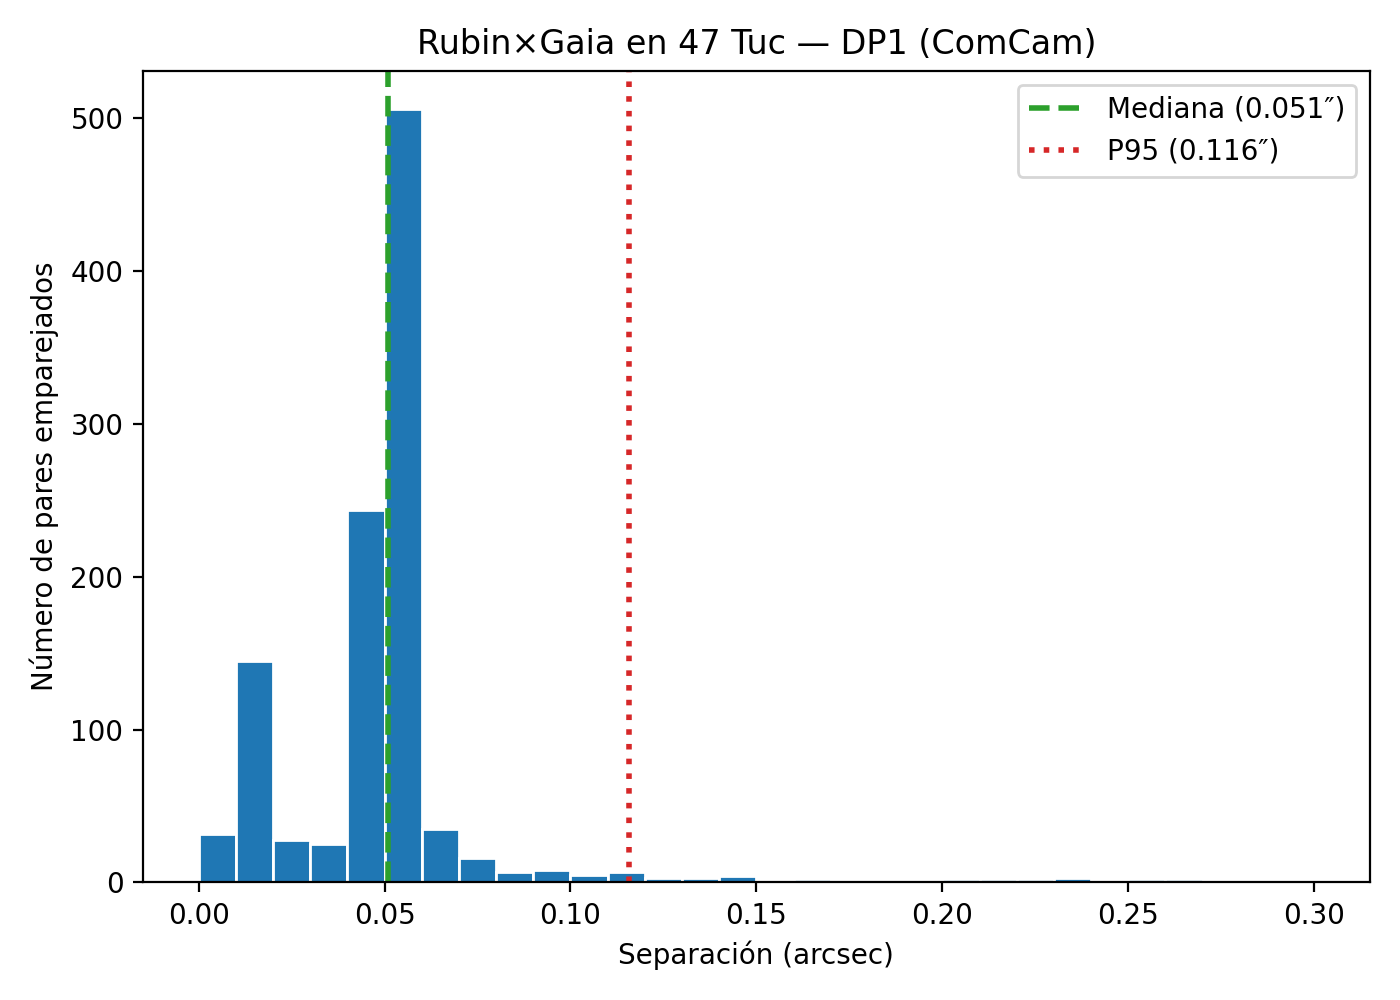 Rubin×Gaia en 47 Tuc — DP1 (ComCam)
Mediana (0.051″)
P95 (0.116″)
Número de pares emparejados
500
400
300
200
100
0
0.00 0.05 0.10 0.15 0.20 0.25 0.30
Separación (arcsec)